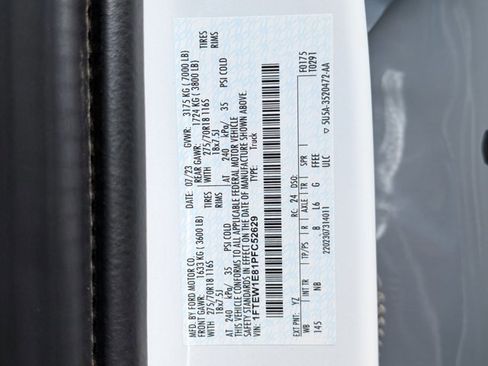 MFD. BY FORD MOTOR CO.
DATE: 07/23 GVWR: 3175 KG ( 7000 LB)
FRONT GAWR: 1633 KG ( 3600 LB) REAR GAWR: 1724 KG ( 3800 LB)
WITH 275/70R18 116S TIRES WITH 275/70R18 116S TIRES
18x7.5J RIMS 18x7.5J RIMS
AT 240 kPa/ 35 PSI COLD AT 240 kPa/ 35 PSI COLD
THIS VEHICLE CONFORMS TO ALL APPLICABLE FEDERAL MOTOR VEHICLE
SAFETY STANDARDS IN EFFECT ON THE DATE OF MANUFACTURE SHOWN ABOVE.
VIN: 1FTEW1E81PFC52629 TYPE: Truck
F0175
T0291
EXT PNT: YZ RC: 24 DSO:
WB INT TR TP/PS R AXLE TR SPR
145 NB B L6 G FFEE
2202307314011 ULC
5U5A-3520472-AA